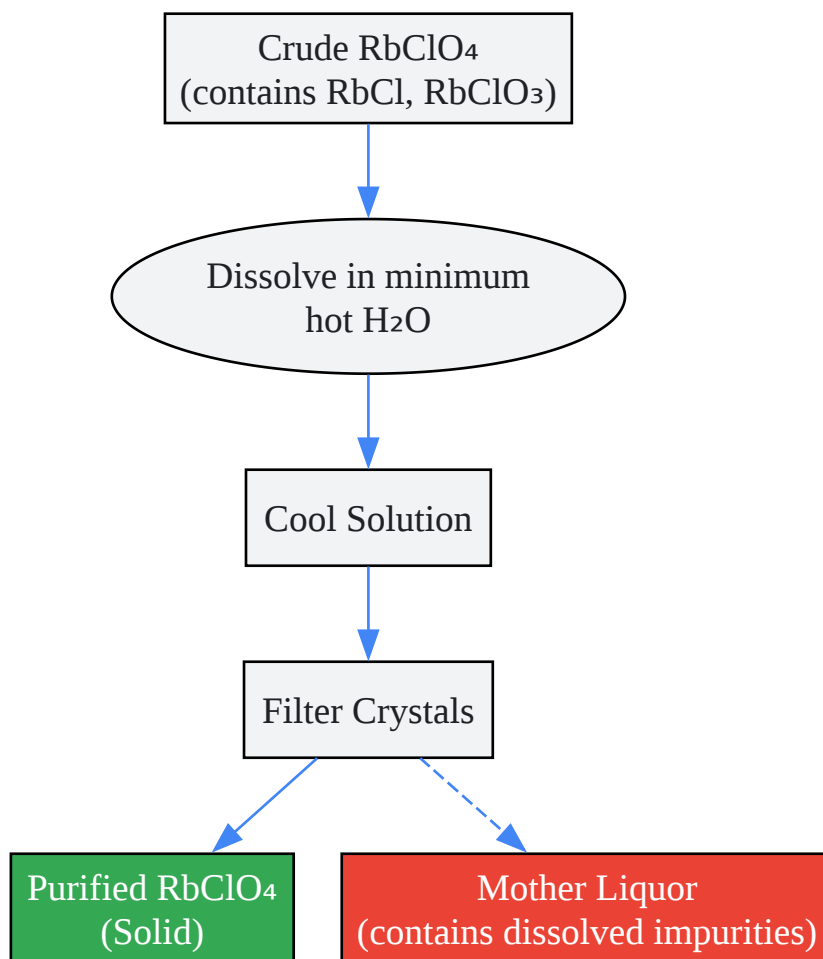 Crude RbClO₄
(contains RbCl, RbClO₃)
Dissolve in minimum
hot H₂O
Cool Solution
Filter Crystals
Purified RbClO₄
(Solid)
Mother Liquor
(contains dissolved impurities)